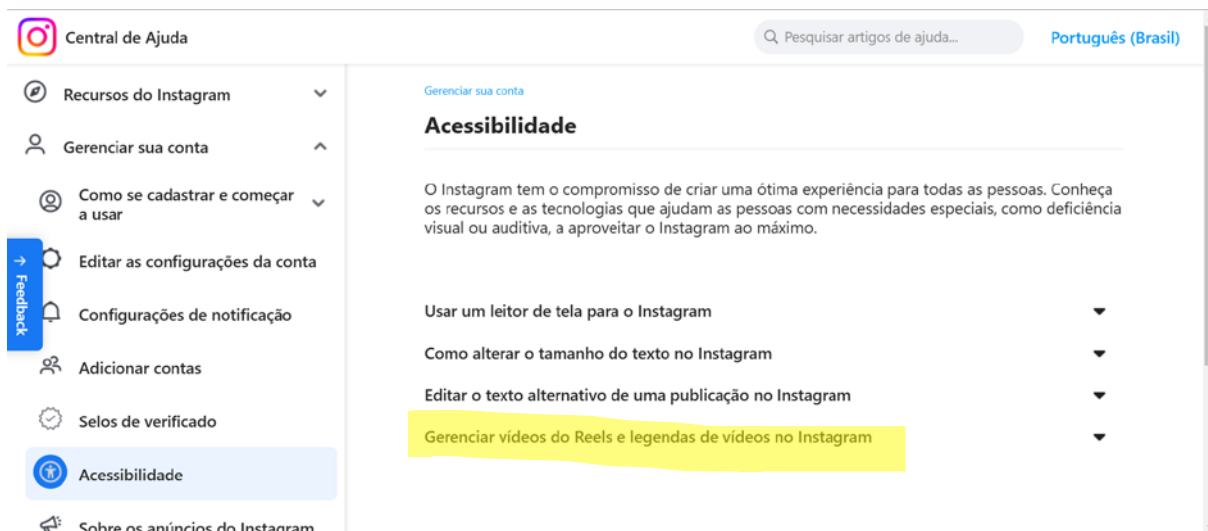 Central de Ajuda
Pesquisar artigos de ajuda...
Português (Brasil)
Recursos do Instagram
Gerenciar sua conta
Como se cadastrar e começar
a usar
Editar as configurações da conta
Configurações de notificação
Adicionar contas
Selos de verificado
Acessibilidade
Sobre os anúncios do Instagram
→ Feedback
Gerenciar sua conta
Acessibilidade
O Instagram tem o compromisso de criar uma ótima experiência para todas as pessoas. Conheça
os recursos e as tecnologias que ajudam as pessoas com necessidades especiais, como deficiência
visual ou auditiva, a aproveitar o Instagram ao máximo.
Usar um leitor de tela para o Instagram
Como alterar o tamanho do texto no Instagram
Editar o texto alternativo de uma publicação no Instagram
Gerenciar vídeos do Reels e legendas de vídeos no Instagram